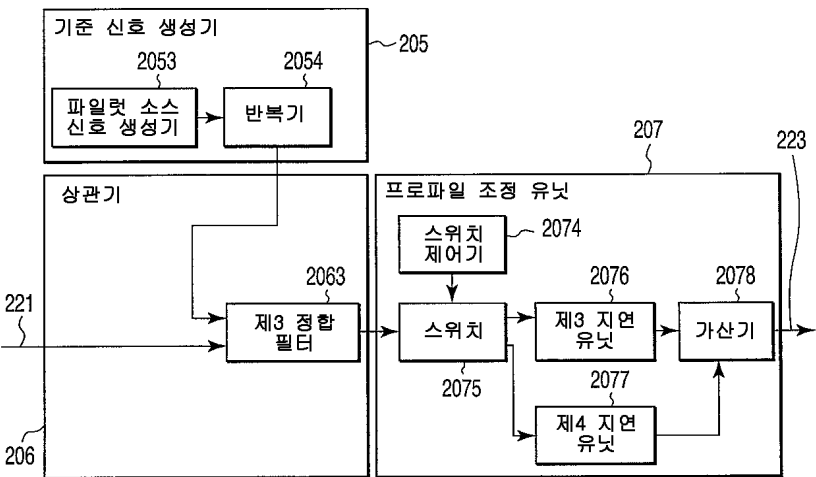 기준 신호 생성기
205
2053
2054
파일럿 소스
신호 생성기
반복기
상관기
207
223
프로파일 조정 유닛
스위치
제어기
2074
2063
2076
2078
221
제3 정합
필터
스위치
제3 지연
유닛
가산기
2075
2077
제4 지연
유닛
206